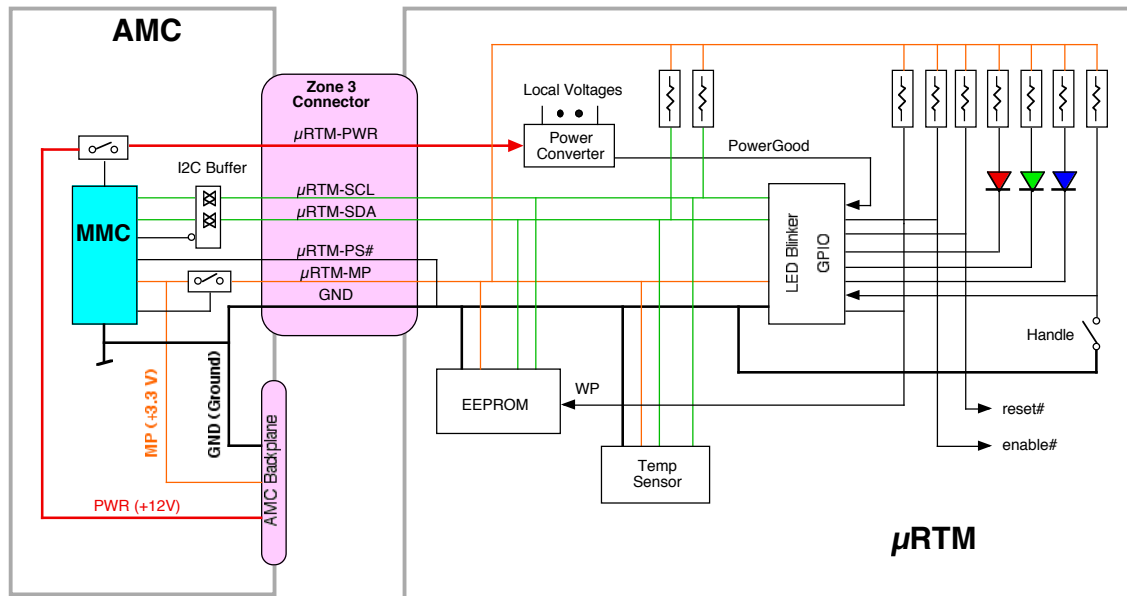 AMC
Zone 3
Connector
µRTM-PWR
Local Voltages
Power
Converter
PowerGood
I2C Buffer
µRTM-SCL
µRTM-SDA
MMC
µRTM-PS#
µRTM-MP
GND
LED Blinker
GPIO
Handle
MP (+3.3 V)
GND (Ground)
EEPROM
WP
reset#
enable#
Temp
Sensor
AMC Backplane
PWR (+12V)
µRTM